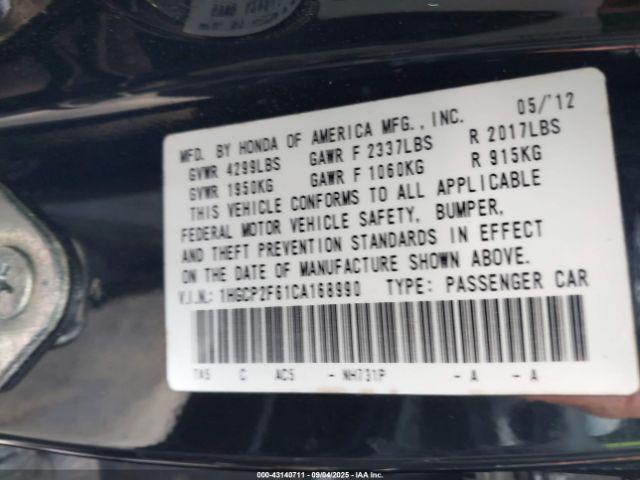 MFD. BY HONDA OF AMERICA MFG., INC. 05/'12
GVWR 4299LBS GAWR F 2337LBS R 2017LBS
GVWR 1950KG GAWR F 1060KG R 915KG
THIS VEHICLE CONFORMS TO ALL APPLICABLE
FEDERAL MOTOR VEHICLE SAFETY, BUMPER,
AND THEFT PREVENTION STANDARDS IN EFFECT
ON THE DATE OF MANUFACTURE SHOWN ABOVE.
V.I.N.: 1HGCP2F61CA168990 TYPE: PASSENGER CAR
TA5 C AC5 - NH731P - A - A
00-43140711 - 09/04/2025 - IAA Inc.